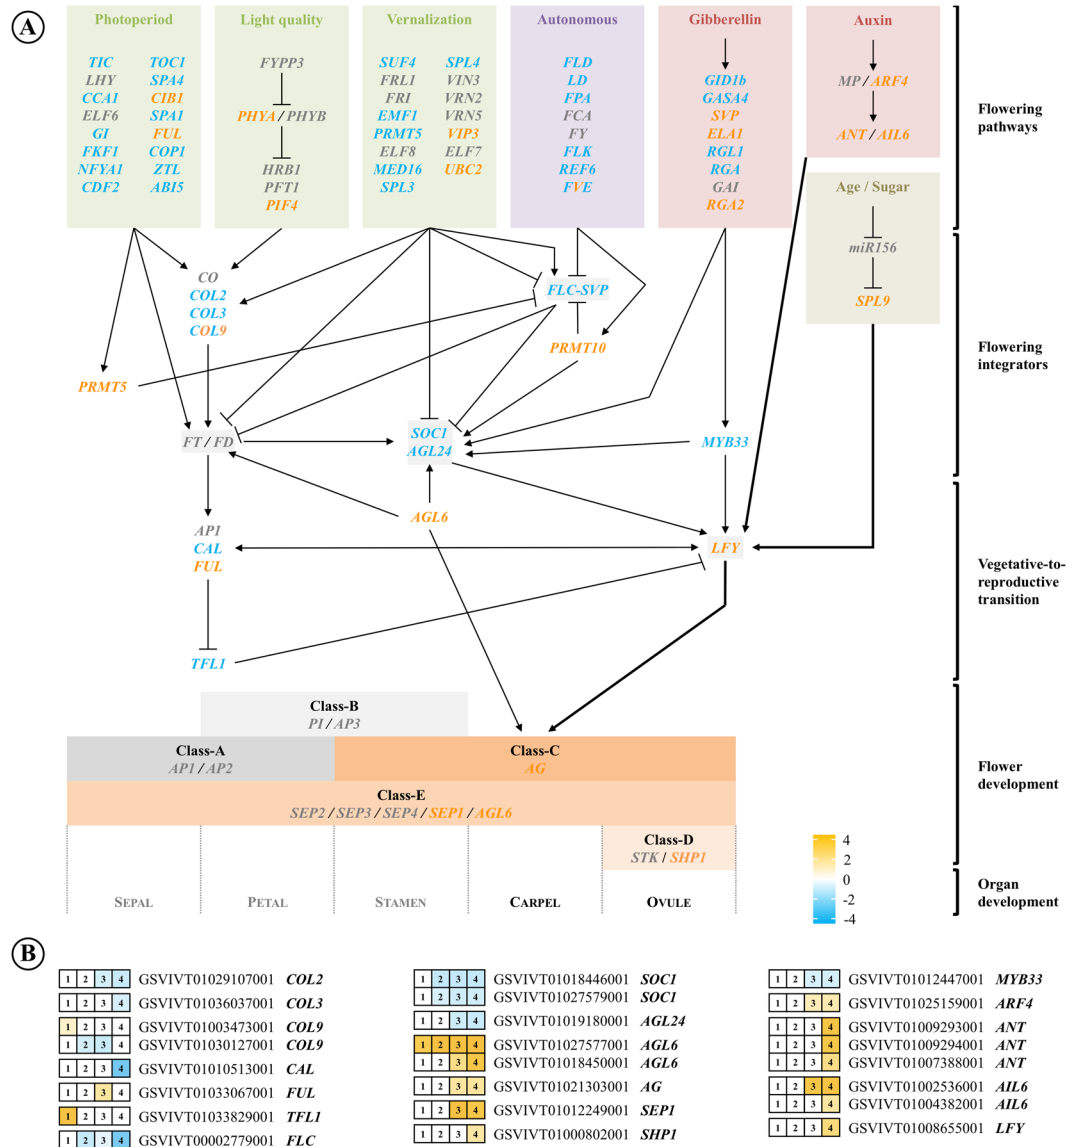 A
Photoperiod
TIC TOC1
LHY SPA4
CCA1 CIB1
ELF6 SPA1
GI FUL
FKF1 COP1
NFYA1 ZTL
CDF2 ABI5
Light quality
FYPP3
PHYA / PHYB
HRB1
PFT1
PIF4
Vernalization
SUF4 SPL4
FRL1 VIN3
FRI VRN2
EMF1 VRN5
PRMT5 VIP3
ELF8 ELF7
MED16 UBC2
SPL3
Autonomous
FLD
LD
FPA
FCA
FY
FLK
REF6
FVE
Gibberellin
GID1b
GASA4
SVP
ELA1
RGL1
RGA
GAI
RGA2
Auxin
MP / ARF4
ANT / AIL6
Age / Sugar
miR156
SPL9
Flowering
pathways
CO
COL2
COL3
COL9
FLC-SVP
PRMT10
PRMT5
FT / FD
SOC1
AGL24
MYB33
Flowering
integrators
AGL6
AP1
CAL
FUL
LFY
TFL1
Vegetative-to-
reproductive
transition
Class-B
PI / AP3
Class-A
AP1 / AP2
Class-C
AG
Class-E
SEP2 / SEP3 / SEP4 / SEP1 / AGL6
Class-D
STK / SHP1
Flower
development
4
2
0
-2
-4
SEPAL PETAL STAMEN CARPEL OVULE
Organ
development
B
1 2 3 4 GSVIVT01029107001 COL2
1 2 3 4 GSVIVT01036037001 COL3
1 2 3 4 GSVIVT01003473001 COL9
1 2 3 4 GSVIVT01030127001 COL9
1 2 3 4 GSVIVT01010513001 CAL
1 2 3 4 GSVIVT01033067001 FUL
1 2 3 4 GSVIVT01033829001 TFL1
1 2 3 4 GSVIVT00002779001 FLC
1 2 3 4 GSVIVT01018446001 SOC1
1 2 3 4 GSVIVT01027579001 SOC1
1 2 3 4 GSVIVT01019180001 AGL24
1 2 3 4 GSVIVT01027577001 AGL6
1 2 3 4 GSVIVT01018450001 AGL6
1 2 3 4 GSVIVT01021303001 AG
1 2 3 4 GSVIVT01012249001 SEP1
1 2 3 4 GSVIVT01000802001 SHP1
1 2 3 4 GSVIVT01012447001 MYB33
1 2 3 4 GSVIVT01025159001 ARF4
1 2 3 4 GSVIVT01009293001 ANT
1 2 3 4 GSVIVT01009294001 ANT
1 2 3 4 GSVIVT01007388001 ANT
1 2 3 4 GSVIVT01002536001 AIL6
1 2 3 4 GSVIVT01004382001 AIL6
1 2 3 4 GSVIVT01008655001 LFY